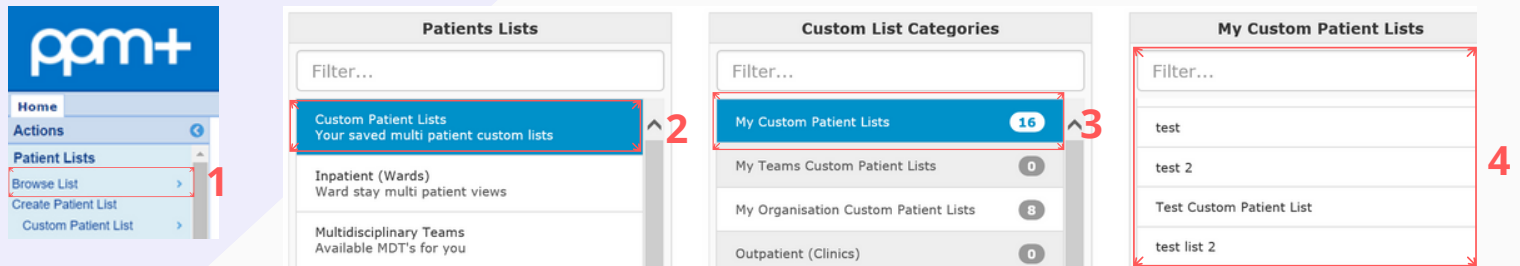 ppm+
Home
Actions
Patient Lists
Browse List
Create Patient List
Custom Patient List
1
Patients Lists
Filter...
Custom Patient Lists
Your saved multi patient custom lists
Inpatient (Wards)
Ward stay multi patient views
Multidisciplinary Teams
Available MDT's for you
2
Custom List Categories
Filter...
My Custom Patient Lists 16
My Teams Custom Patient Lists 0
My Organisation Custom Patient Lists 8
Outpatient (Clinics) 0
3
My Custom Patient Lists
Filter...
test
test 2
Test Custom Patient List
test list 2
4